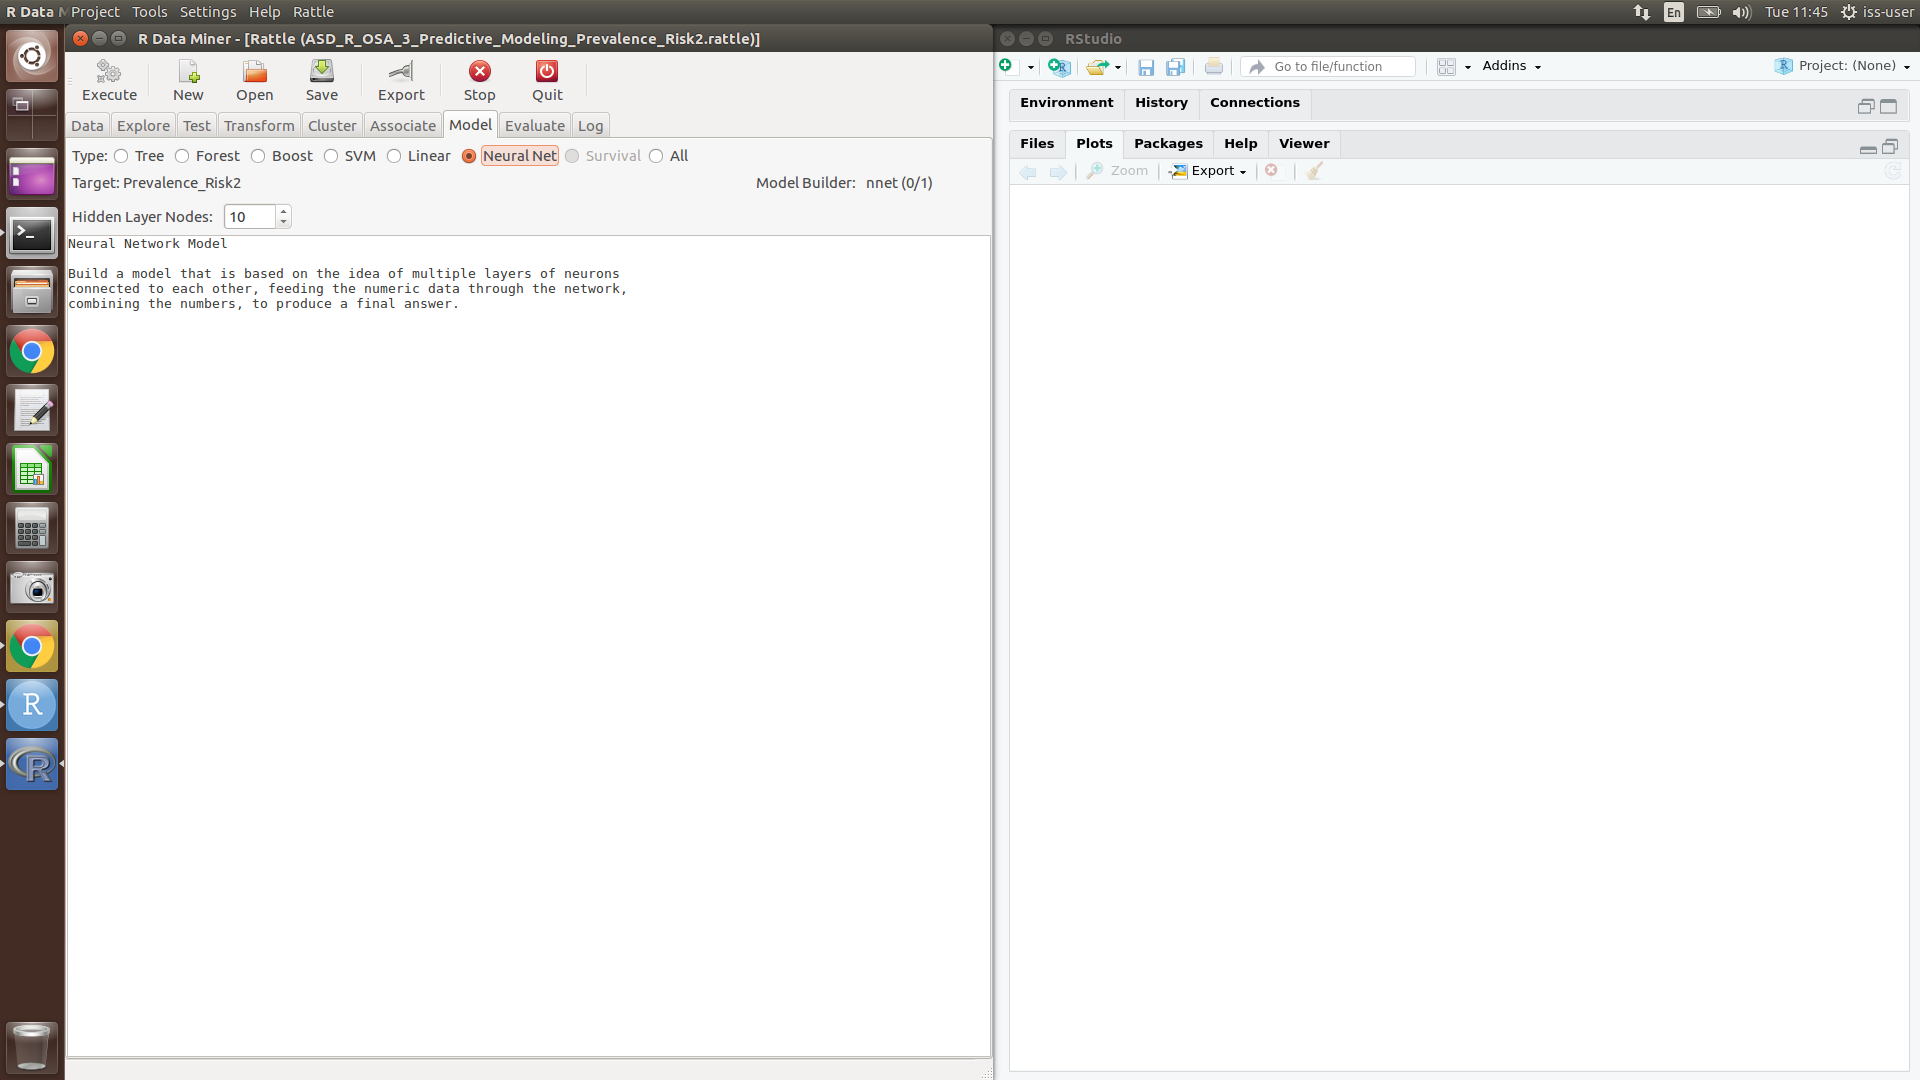 R Data M Project Tools Settings Help Rattle
En Tue 11:45 iss-user
R Data Miner - [Rattle (ASD_R_OSA_3_Predictive_Modeling_Prevalence_Risk2.rattle)]
Execute New Open Save Export Stop Quit
Data Explore Test Transform Cluster Associate Model Evaluate Log
Type: Tree Forest Boost SVM Linear Neural Net Survival All
Target: Prevalence_Risk2 Model Builder: nnet (0/1)
Hidden Layer Nodes: 10
Neural Network Model
Build a model that is based on the idea of multiple layers of neurons
connected to each other, feeding the numeric data through the network,
combining the numbers, to produce a final answer.
RStudio
Go to file/function Addins Project: (None)
Environment History Connections
Files Plots Packages Help Viewer
Zoom Export